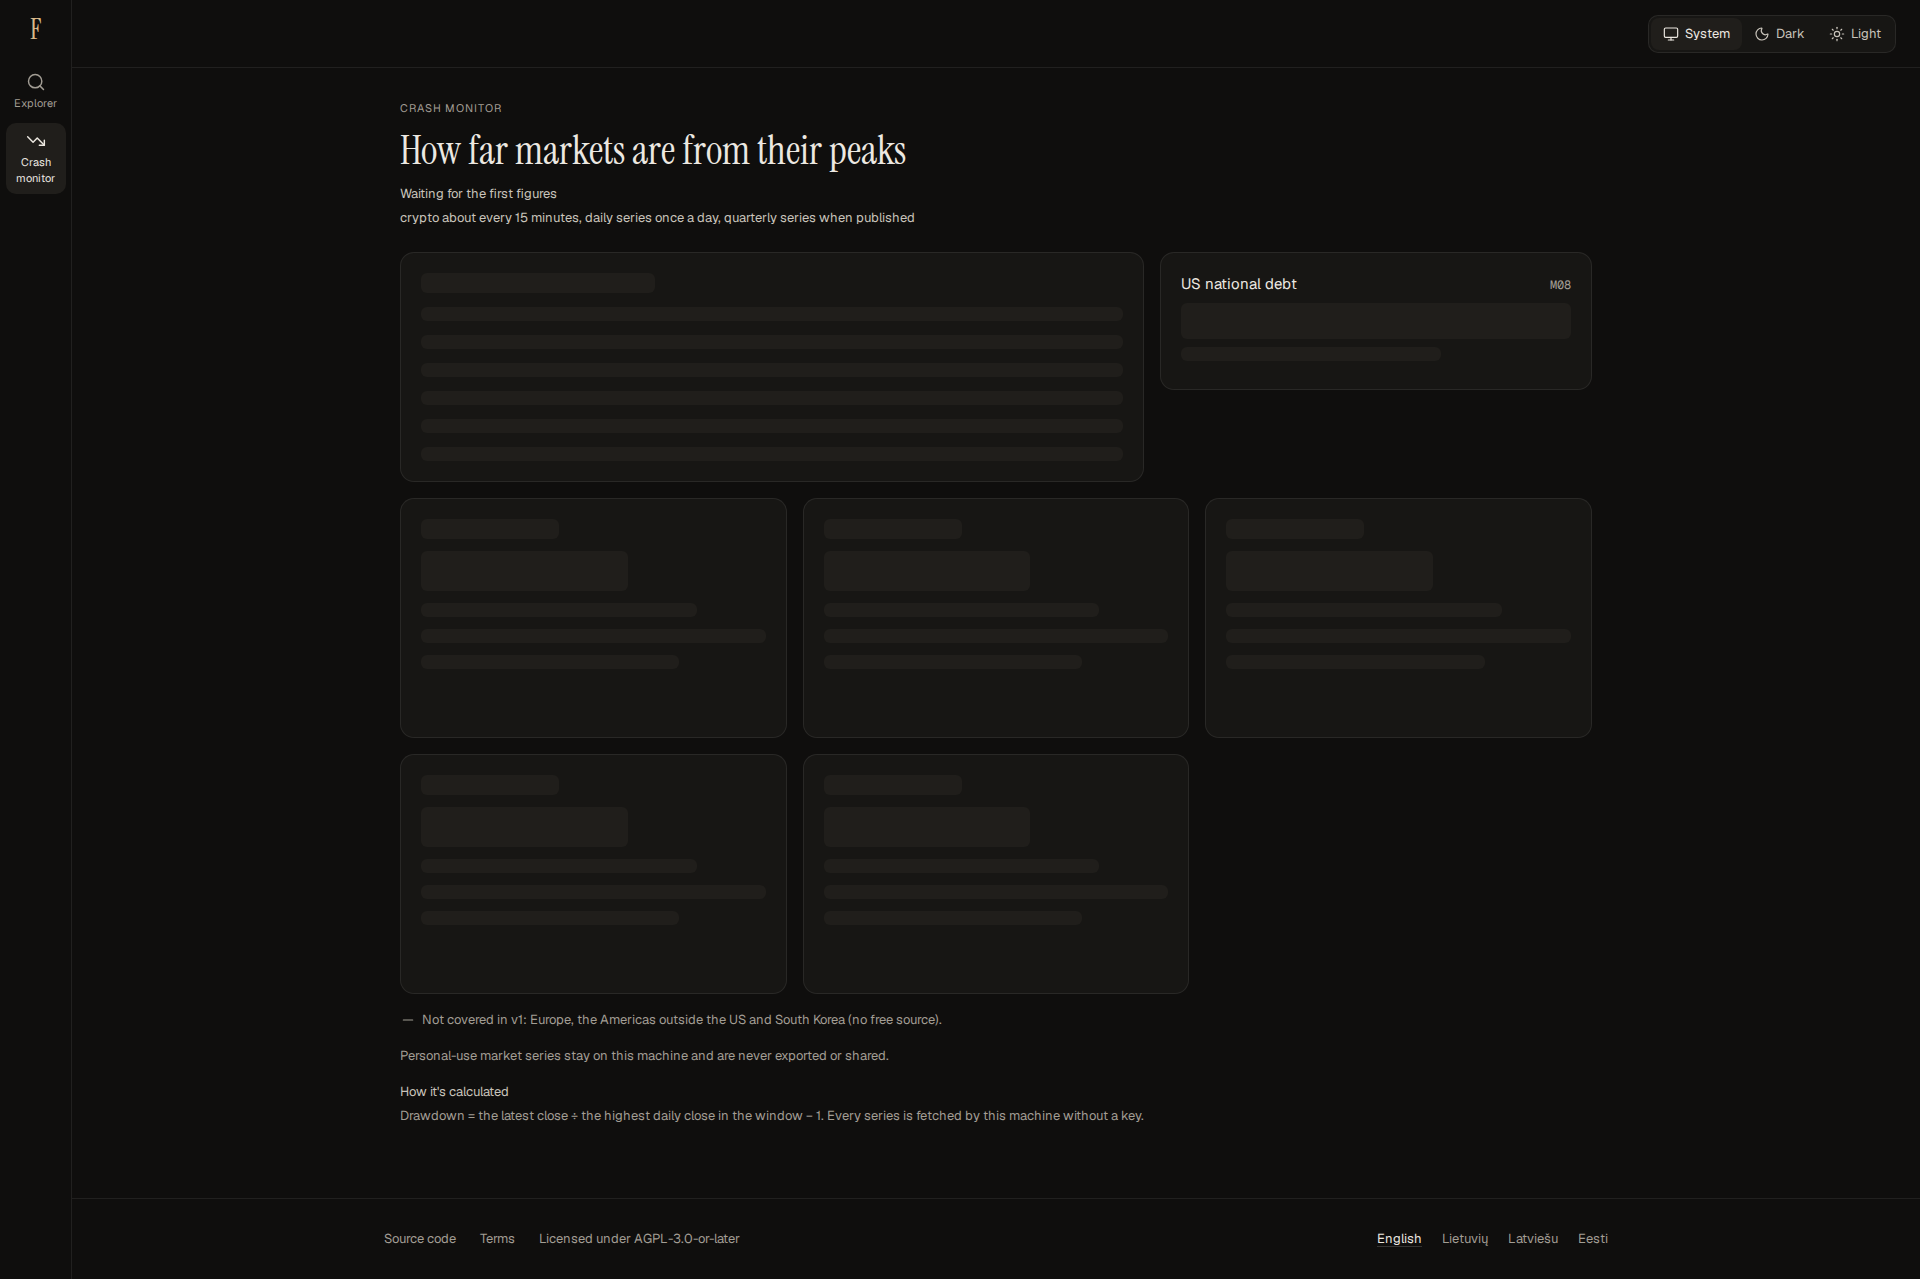 F
System
Dark
Light
Explorer
Crash
monitor
CRASH MONITOR
How far markets are from their peaks
Waiting for the first figures
crypto about every 15 minutes, daily series once a day, quarterly series when published
US national debt
M08
— Not covered in v1: Europe, the Americas outside the US and South Korea (no free source).
Personal-use market series stay on this machine and are never exported or shared.
How it's calculated
Drawdown = the latest close ÷ the highest daily close in the window − 1. Every series is fetched by this machine without a key.
Source code
Terms
Licensed under AGPL-3.0-or-later
English
Lietuvių
Latviešu
Eesti